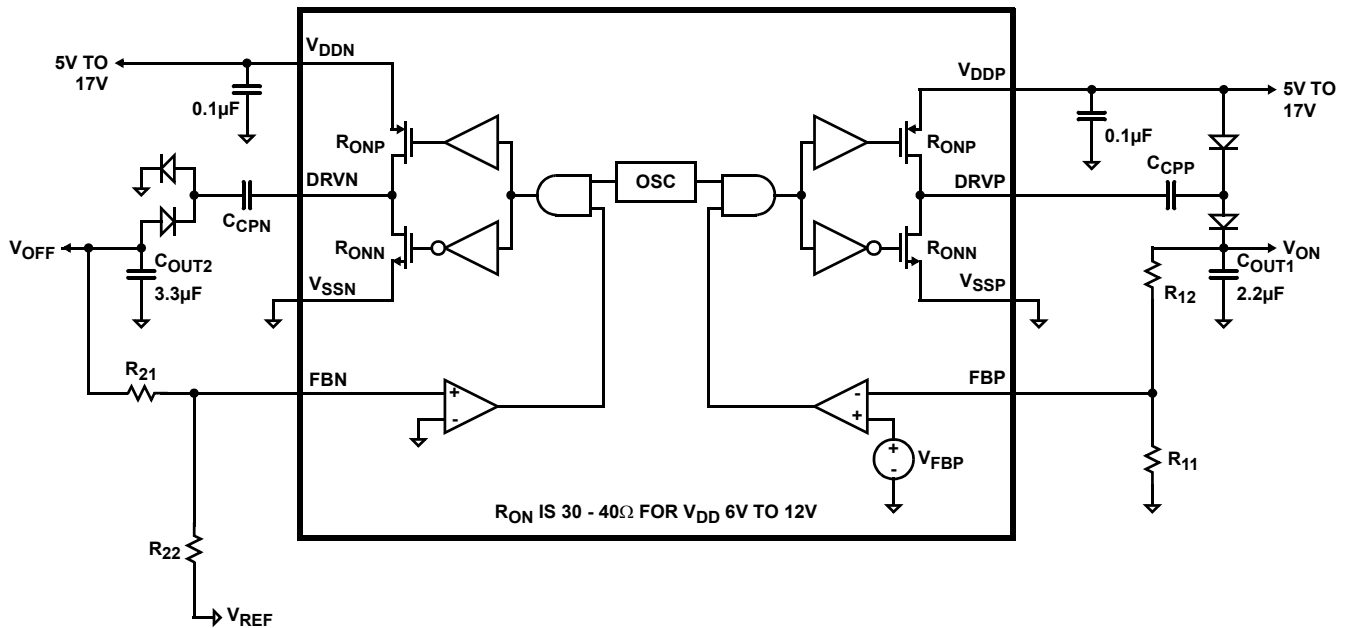 VDDN
5V TO
17V
0.1µF
RONP
DRVN
CCPN
VOFF
COUT2
3.3µF
RONN
VSSN
R21
FBN
+
-
R22
VREF
OSC
VDDP
5V TO
17V
0.1µF
RONP
CCPP
DRVP
RONN
VON
COUT1
2.2µF
R12
VSSP
FBP
-
+
+
-
VFBP
R11
RON IS 30 - 40Ω FOR VDD 6V TO 12V